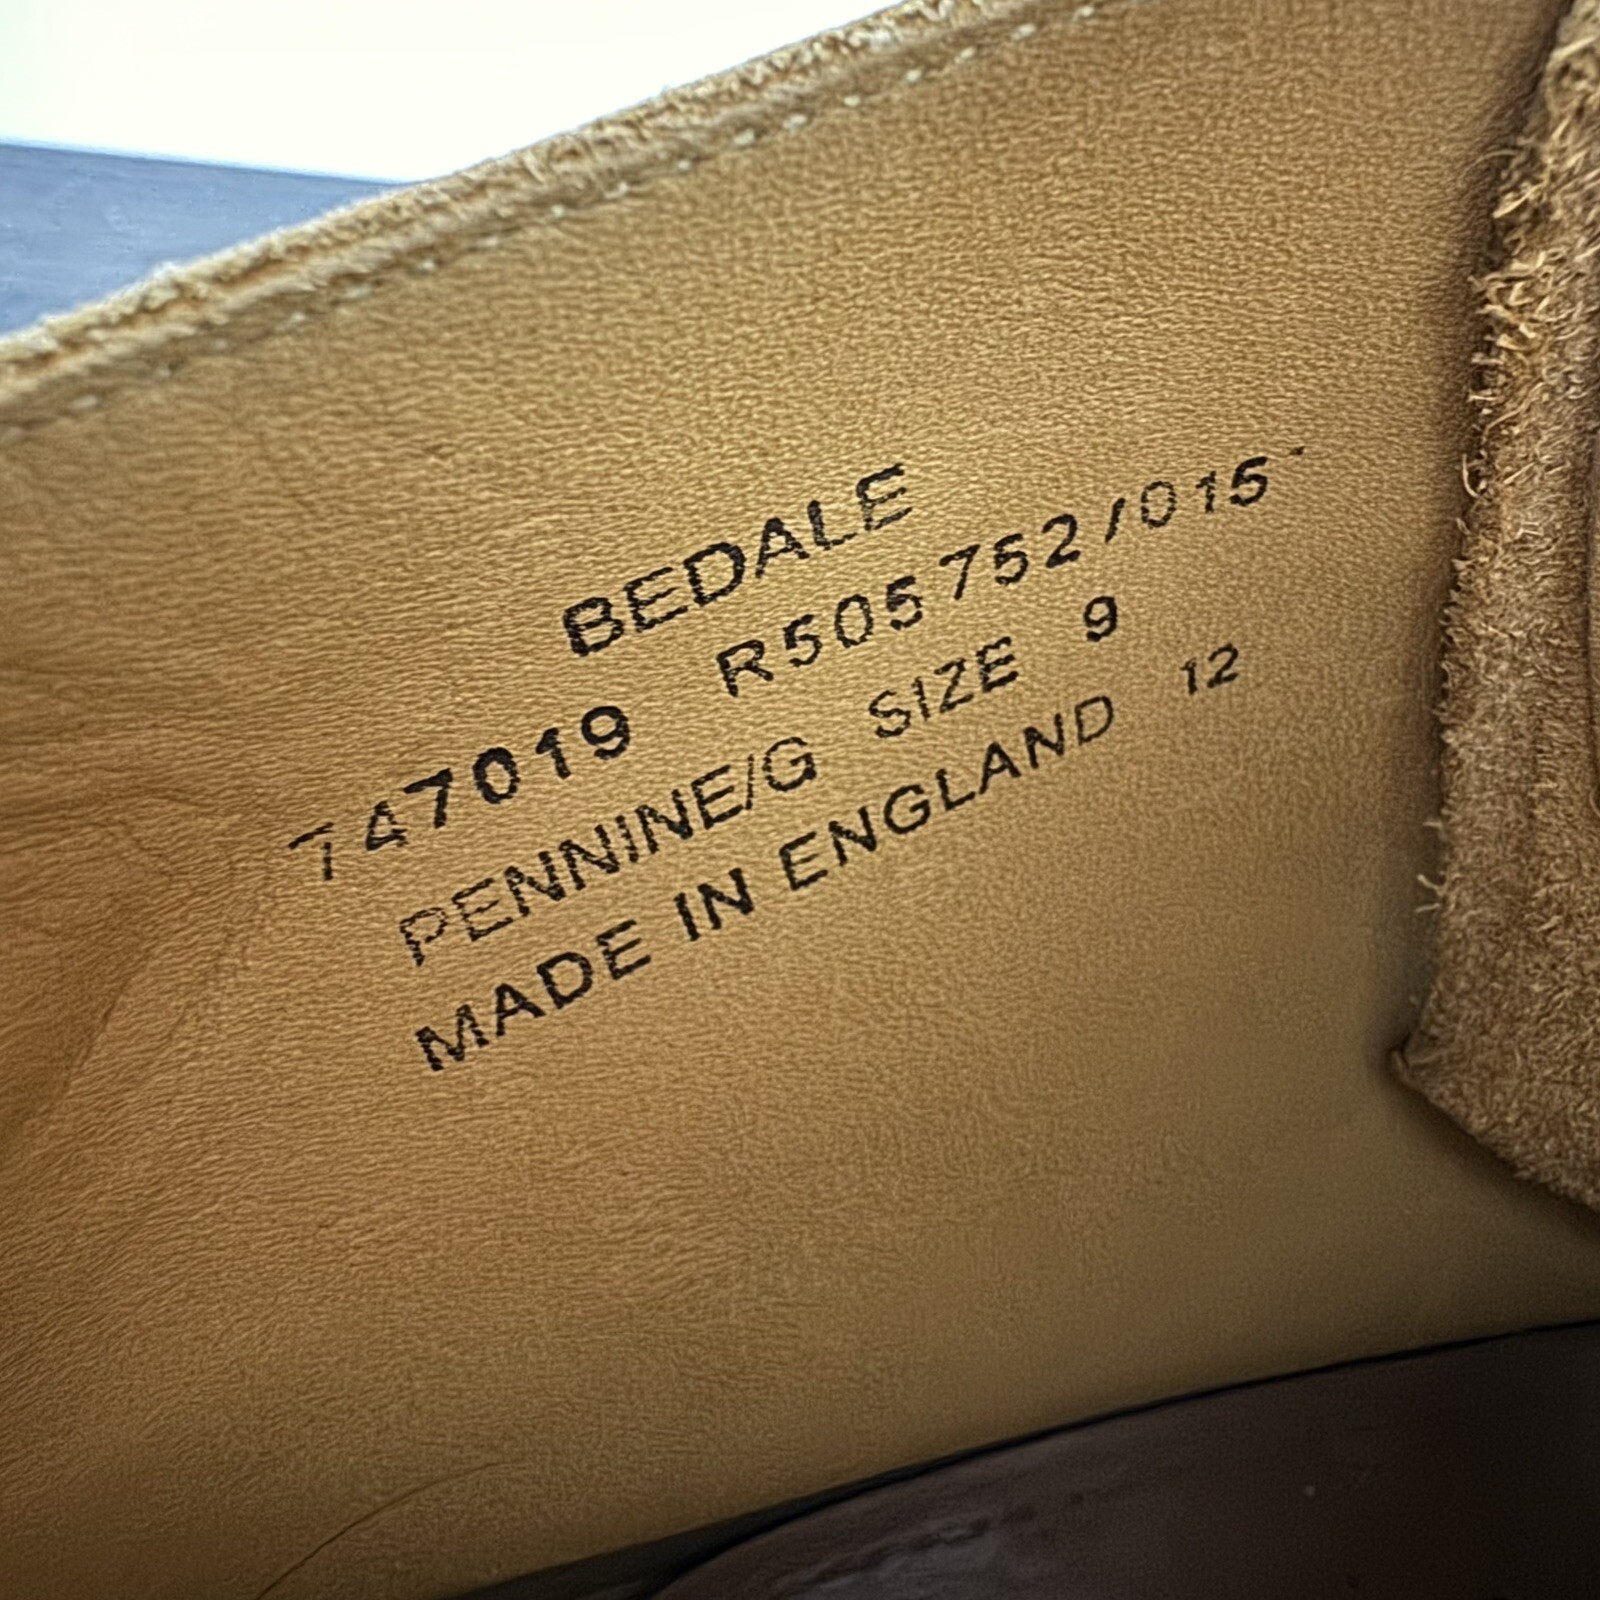 BEDALE
747019 R505752/015
PENNINE/G SIZE 9
MADE IN ENGLAND 12